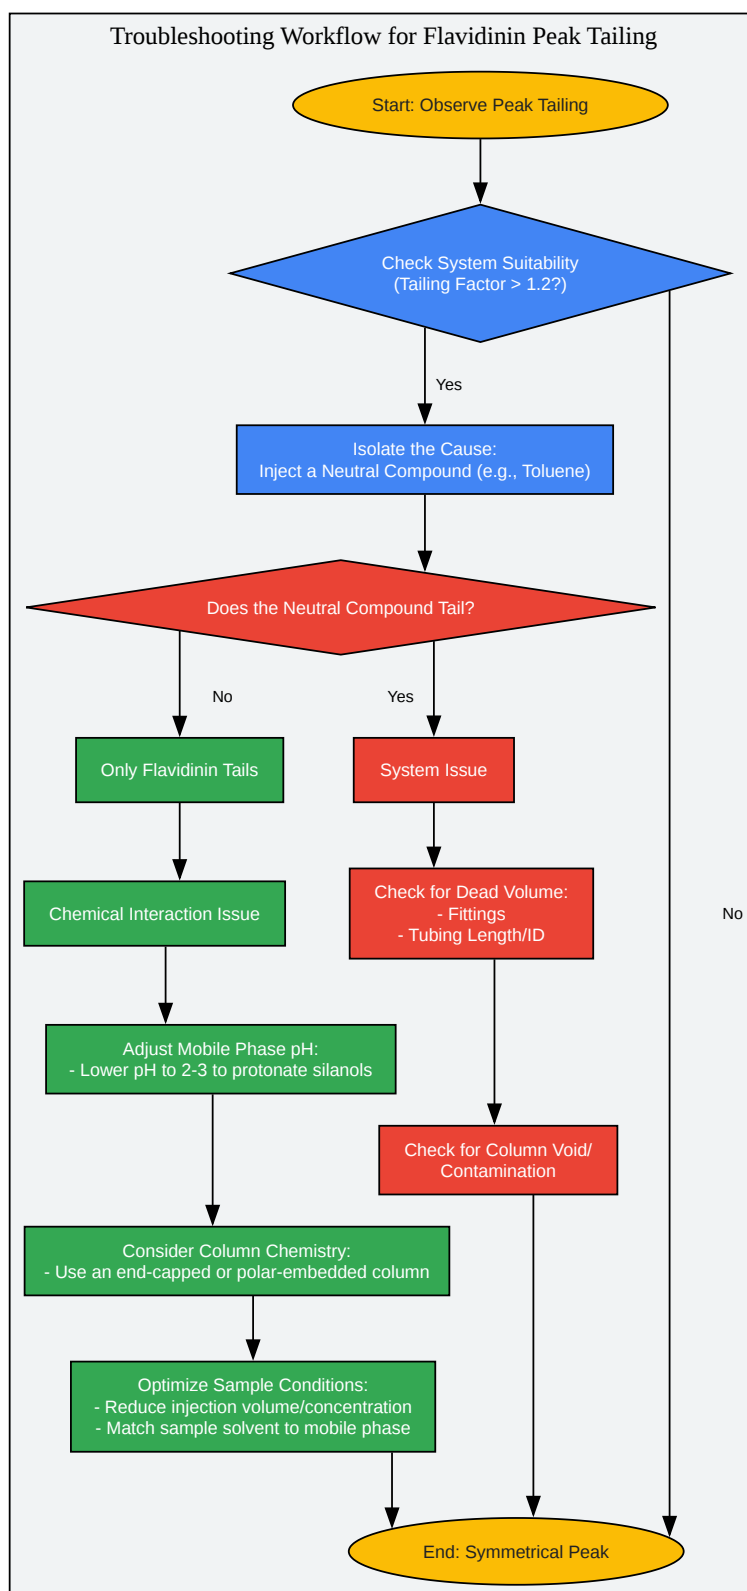 Troubleshooting Workflow for Flavidinin Peak Tailing
Start: Observe Peak Tailing
Check System Suitability
(Tailing Factor > 1.2?)
Yes
Isolate the Cause:
Inject a Neutral Compound (e.g., Toluene)
Does the Neutral Compound Tail?
No
Yes
Only Flavidinin Tails
System Issue
Chemical Interaction Issue
Check for Dead Volume:
- Fittings
- Tubing Length/ID
No
Adjust Mobile Phase pH:
- Lower pH to 2-3 to protonate silanols
Check for Column Void/
Contamination
Consider Column Chemistry:
- Use an end-capped or polar-embedded column
Optimize Sample Conditions:
- Reduce injection volume/concentration
- Match sample solvent to mobile phase
End: Symmetrical Peak